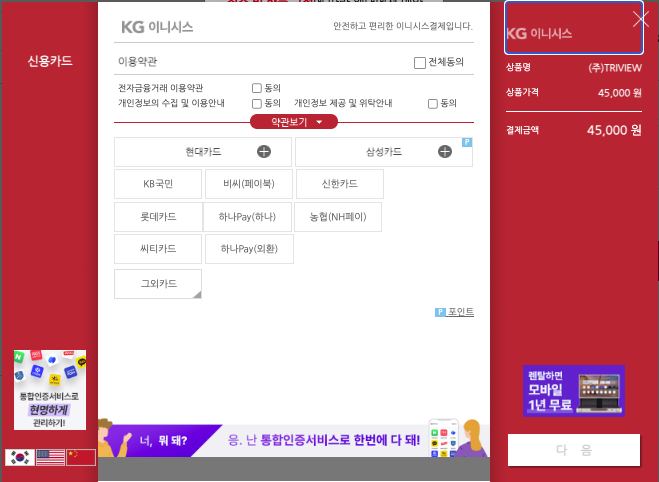 신용카드
KG 이니시스
안전하고 편리한 이니시스결제입니다.
이용약관
전체동의
전자금융거래 이용약관
동의
개인정보의 수집 및 이용안내
동의
개인정보 제공 및 위탁안내
동의
약관보기
현대카드
삼성카드
P
KB국민
비씨(페이북)
신한카드
롯데카드
하나Pay(하나)
농협(NH페이)
씨티카드
하나Pay(외환)
그외카드
P 포인트
통합인증서비스로
현명하게
관리하기!
너, 뭐 돼?
응. 난 통합인증서비스로 한번에 다 돼!
KG 이니시스
상품명
(주)TRIVIEW
상품가격
45,000 원
결제금액
45,000 원
렌탈하면
모바일
1년 무료
다 음